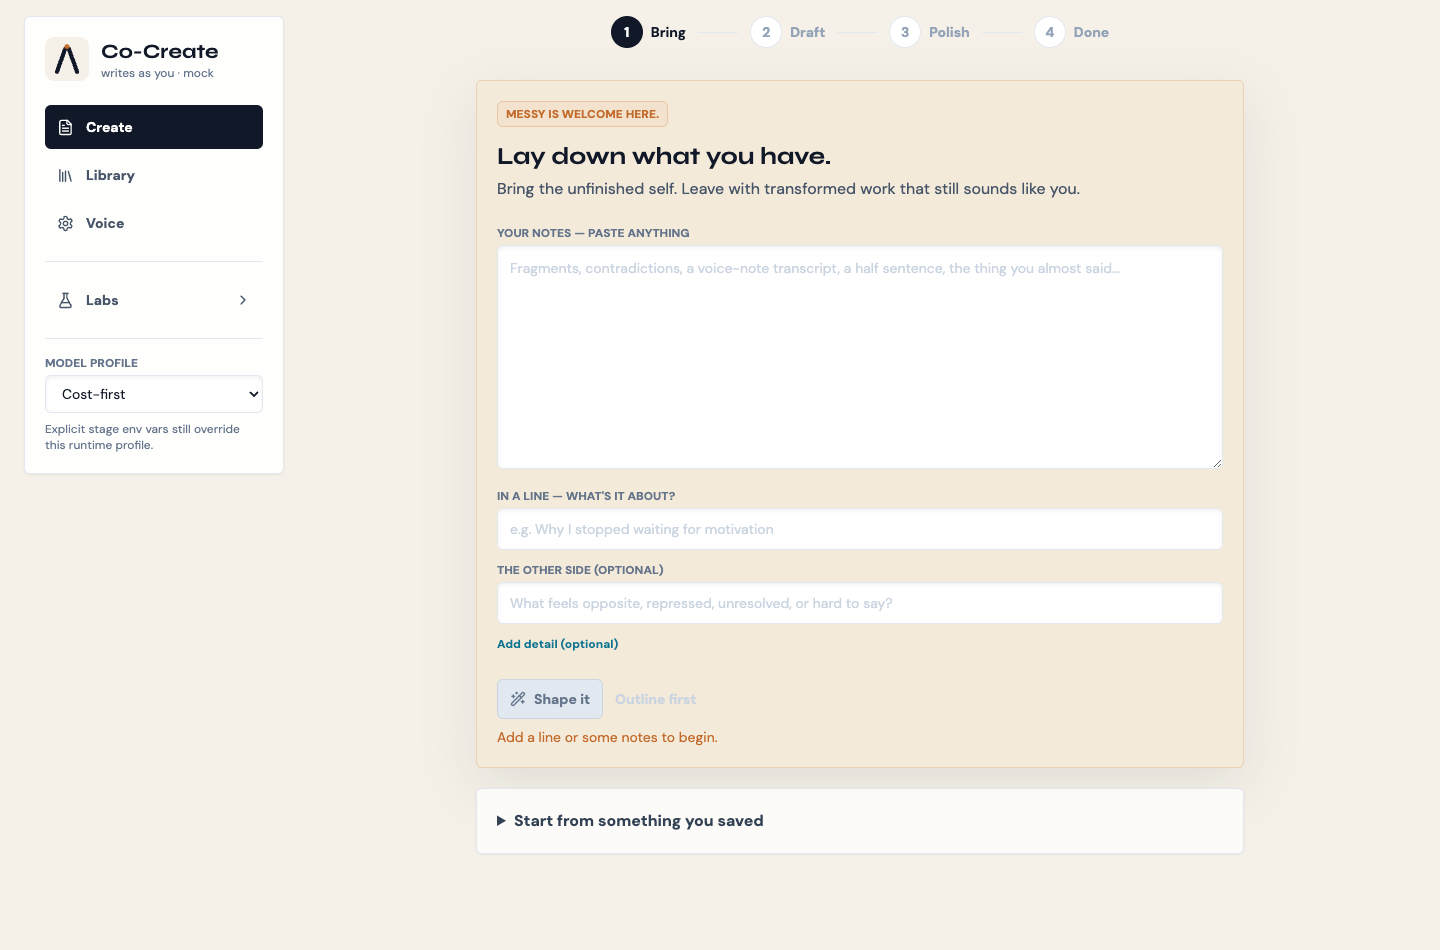 Co-Create
writes as you · mock
Create
Library
Voice
Labs
MODEL PROFILE
Cost-first
Explicit stage env vars still override
this runtime profile.
1 Bring 2 Draft 3 Polish 4 Done
MESSY IS WELCOME HERE.
Lay down what you have.
Bring the unfinished self. Leave with transformed work that still sounds like you.
YOUR NOTES — PASTE ANYTHING
Fragments, contradictions, a voice-note transcript, a half sentence, the thing you almost said...
IN A LINE — WHAT'S IT ABOUT?
e.g. Why I stopped waiting for motivation
THE OTHER SIDE (OPTIONAL)
What feels opposite, repressed, unresolved, or hard to say?
Add detail (optional)
Shape it Outline first
Add a line or some notes to begin.
Start from something you saved